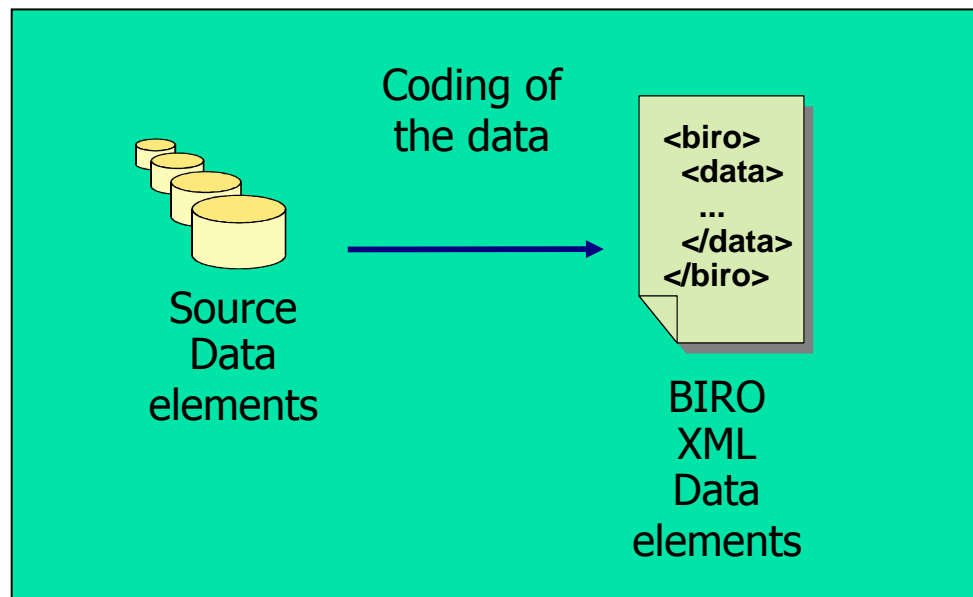 Coding of
the data
<biro>
<data>
...
</data>
</biro>
Source
Data
elements
BIRO
XML
Data
elements